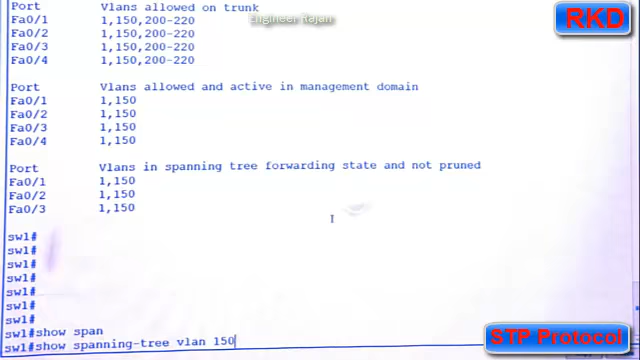 Engineer Rajan
RKD
Port Vlans allowed on trunk
Fa0/1 1,150,200-220
Fa0/2 1,150,200-220
Fa0/3 1,150,200-220
Fa0/4 1,150,200-220
Port Vlans allowed and active in management domain
Fa0/1 1,150
Fa0/2 1,150
Fa0/3 1,150
Fa0/4 1,150
Port Vlans in spanning tree forwarding state and not pruned
Fa0/1 1,150
Fa0/2 1,150
Fa0/3 1,150
sw1#
sw1#
sw1#
sw1#
sw1#
sw1#
sw1#
sw1#show span
sw1#show spanning-tree vlan 150
STP Protocol